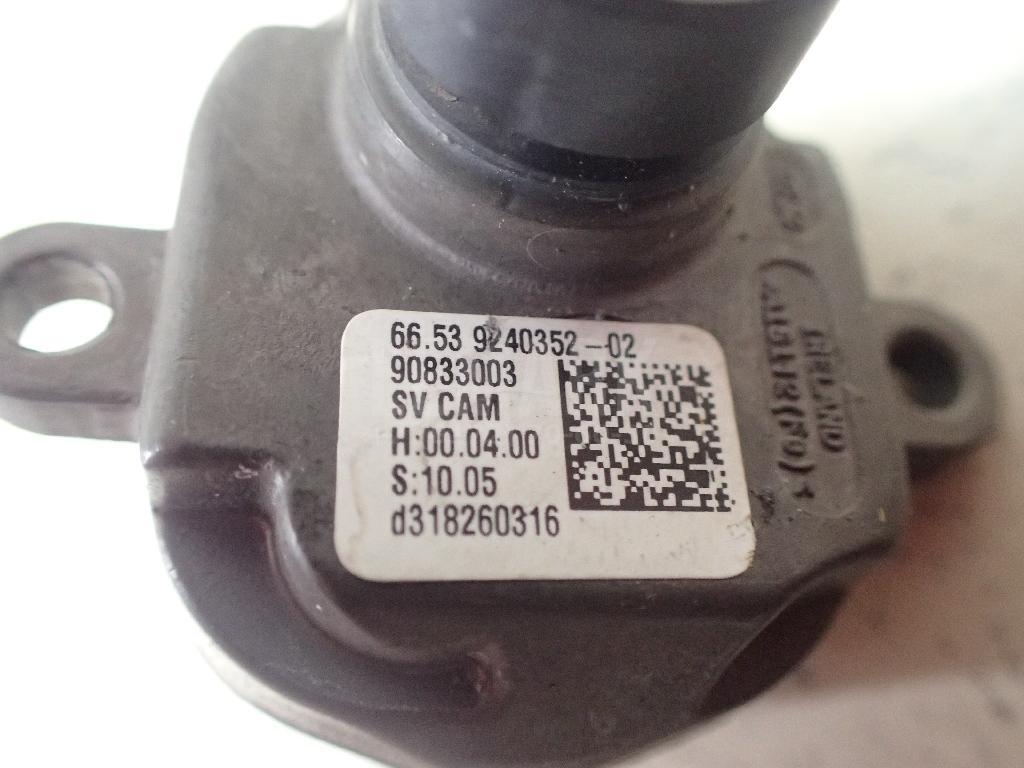 66.53 9240352-02
90833003
SV CAM
H:00.04.00
S:10.05
d318260316